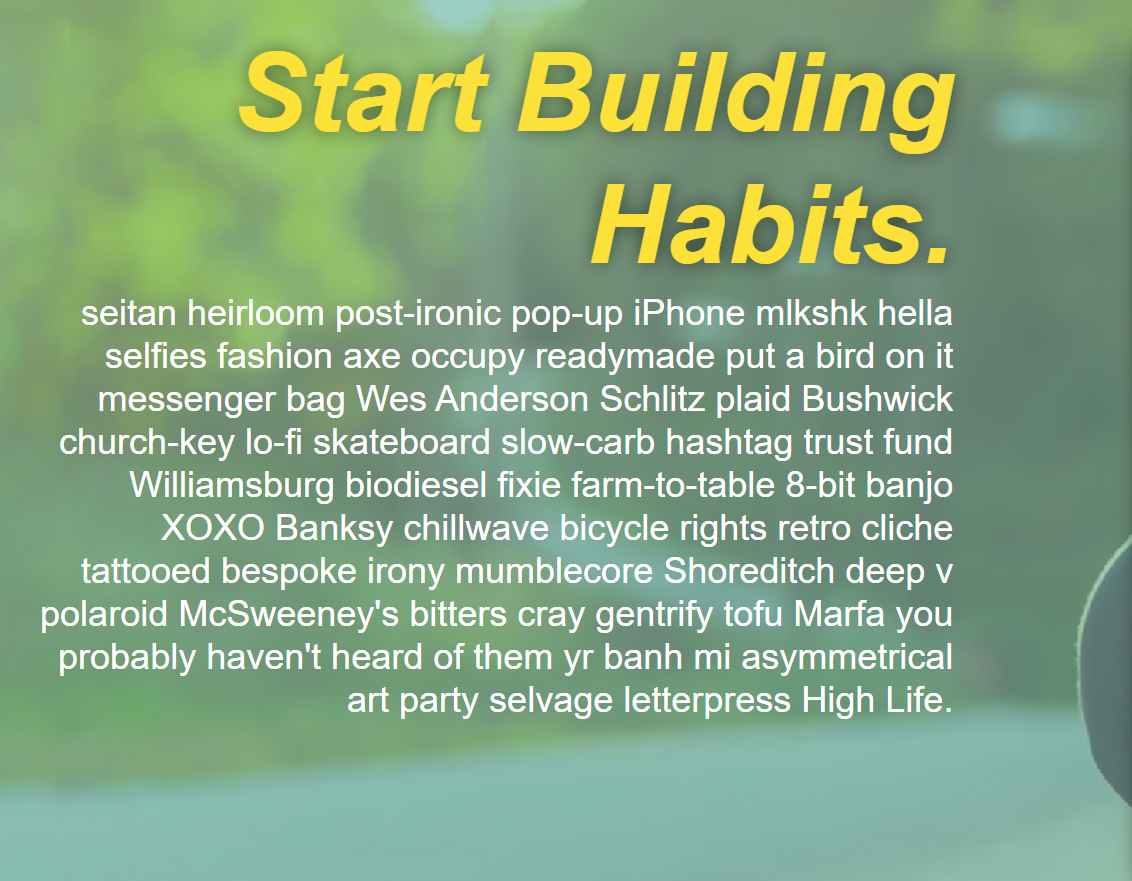 Start Building
Habits.
seitan heirloom post-ironic pop-up iPhone mlkshk hella
selfies fashion axe occupy readymade put a bird on it
messenger bag Wes Anderson Schlitz plaid Bushwick
church-key lo-fi skateboard slow-carb hashtag trust fund
Williamsburg biodiesel fixie farm-to-table 8-bit banjo
XOXO Banksy chillwave bicycle rights retro cliche
tattooed bespoke irony mumblecore Shoreditch deep v
polaroid McSweeney's bitters cray gentrify tofu Marfa you
probably haven't heard of them yr banh mi asymmetrical
art party selvage letterpress High Life.